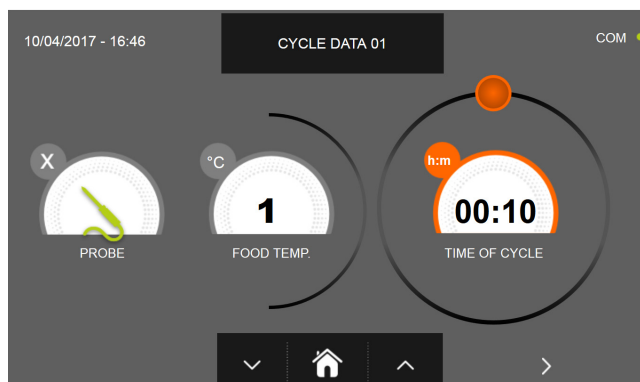 10/04/2017 - 16:46
CYCLE DATA 01
COM
X
°C
h:m
1
00:10
PROBE
FOOD TEMP.
TIME OF CYCLE